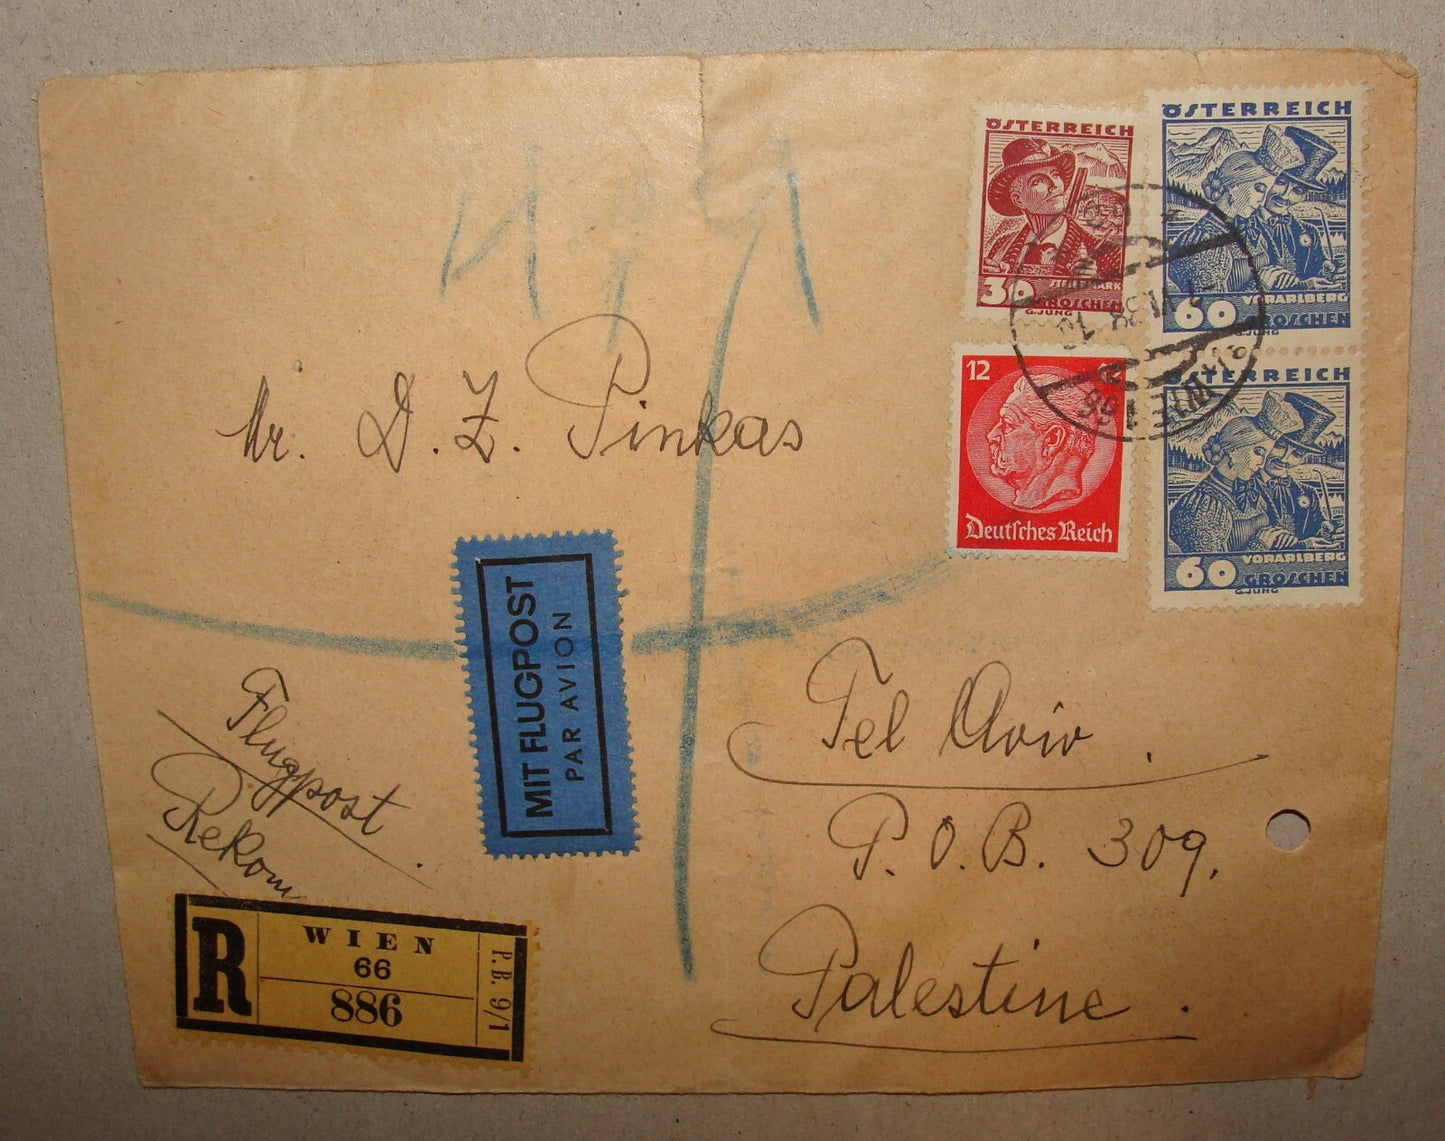 ÖSTERREICH
30
STEIERMARK
GROSCHEN
G.JUNG
ÖSTERREICH
60
VORARLBERG
GROSCHEN
G.JUNG
12
Deutsches Reich
ÖSTERREICH
60
VORARLBERG
GROSCHEN
G.JUNG
Mr. D. Z. Pinkas
MIT FLUGPOST
PAR AVION
Flugpost
Rekom
Tel Aviv.
P.O.B. 309.
Palestine.
R
WIEN
66
886
P.B. 9/1